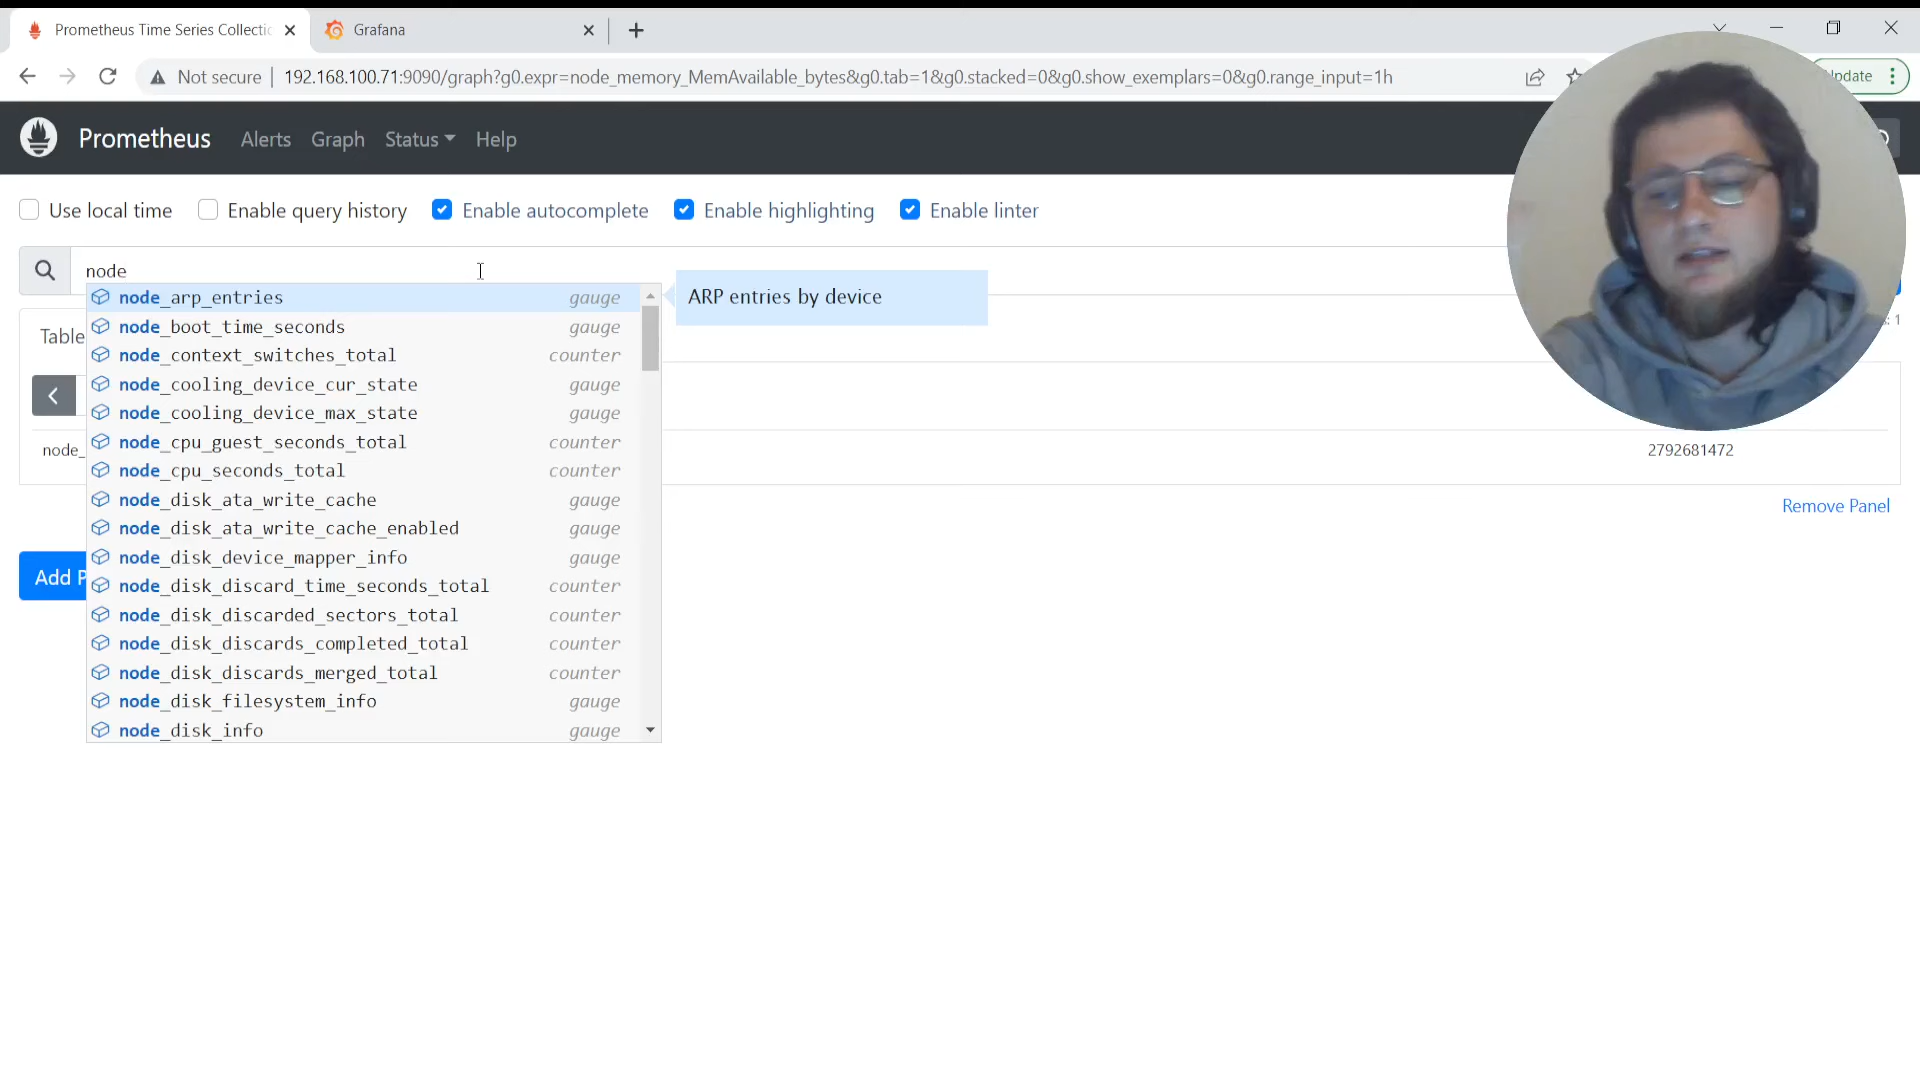 Prometheus Time Series Collectio
Grafana
Not secure
192.168.100.71:9090/graph?g0.expr=node_memory_MemAvailable_bytes&g0.tab=1&g0.stacked=0&g0.show_exemplars=0&g0.range_input=1h
Prometheus
Alerts
Graph
Status
Help
Use local time
Enable query history
Enable autocomplete
Enable highlighting
Enable linter
node
node_arp_entries gauge
ARP entries by device
node_boot_time_seconds gauge
: 1
Table
node_context_switches_total counter
node_cooling_device_cur_state gauge
node_cooling_device_max_state gauge
node_cpu_guest_seconds_total counter
node_
2792681472
node_cpu_seconds_total counter
node_disk_ata_write_cache gauge
Remove Panel
node_disk_ata_write_cache_enabled gauge
node_disk_device_mapper_info gauge
Add P
node_disk_discard_time_seconds_total counter
node_disk_discarded_sectors_total counter
node_disk_discards_completed_total counter
node_disk_discards_merged_total counter
node_disk_filesystem_info gauge
node_disk_info gauge